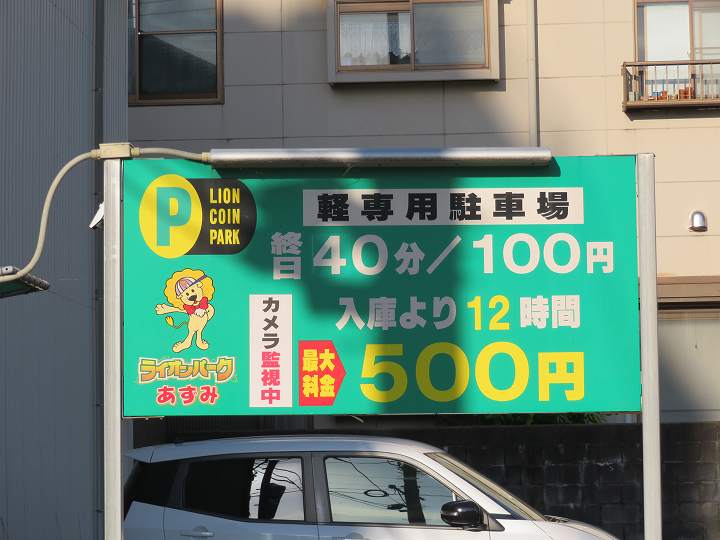 P
LION
COIN
PARK
軽専用駐車場
終日 40分／100円
入庫より12時間
最大料金
500円
カメラ監視中
ライオンパーク
あすみ